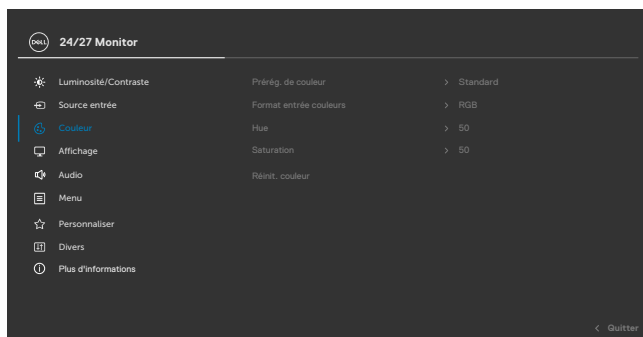 DELL 24/27 Monitor
Luminosité/Contraste Prérég. de couleur > Standard
Source entrée Format entrée couleurs > RGB
Couleur Hue > 50
Affichage Saturation > 50
Audio Réinit. couleur
Menu
Personnaliser
Divers
Plus d'informations
< Quitter